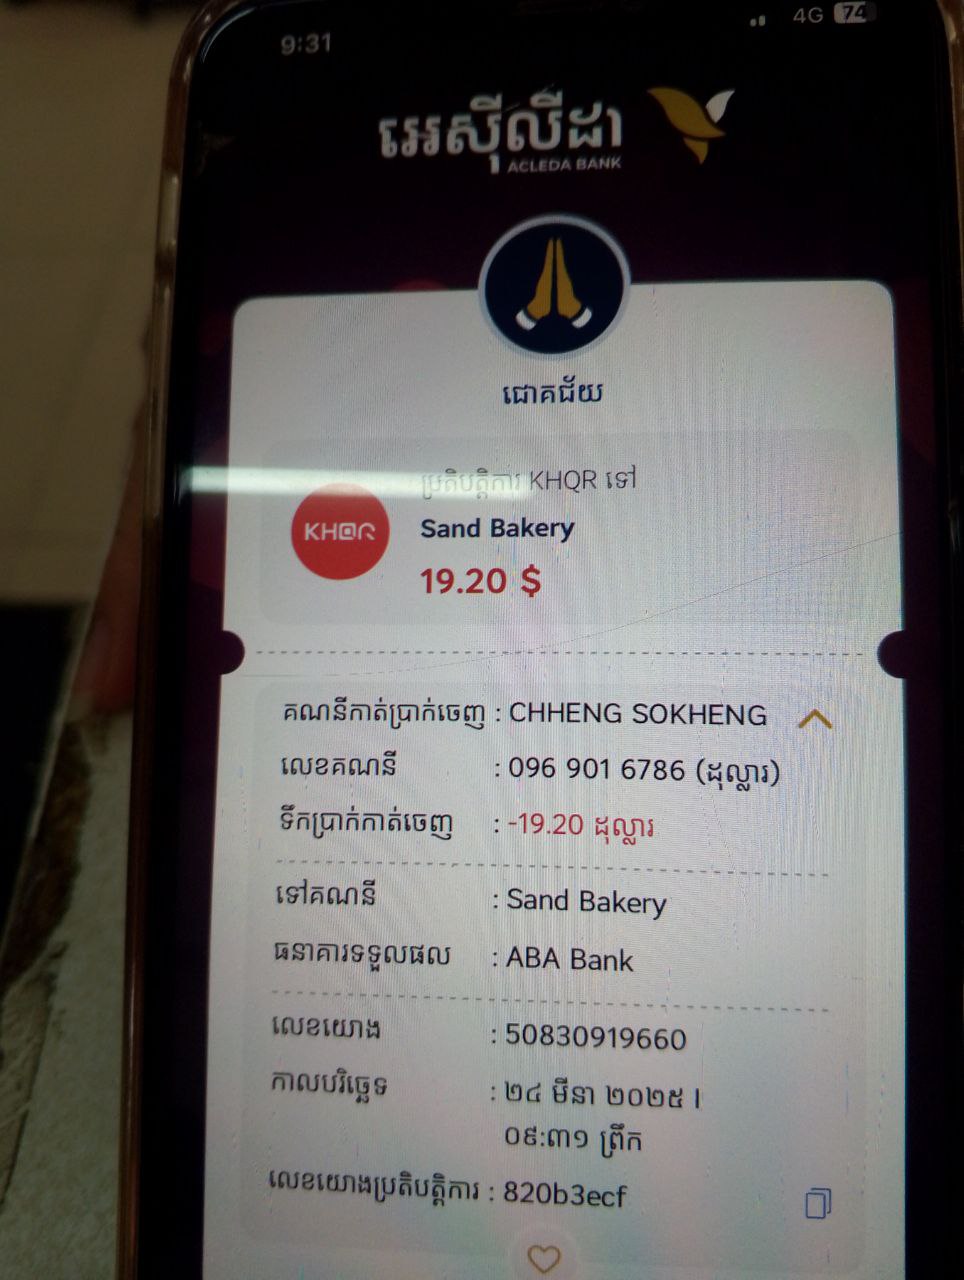 9:31
4G 74
អេស៊ីលីដា
ACLEDA BANK
ជោគជ័យ
ប្រតិបត្តិការ KHQR ទៅ
KHQR
Sand Bakery
19.20 $
គណនីកាត់ប្រាក់ចេញ : CHHENG SOKHENG
លេខគណនី : 096 901 6786 (ដុល្លារ)
ទឹកប្រាក់កាត់ចេញ : -19.20 ដុល្លារ
ទៅគណនី : Sand Bakery
ធនាគារទទួលផល : ABA Bank
លេខយោង : 50830919660
កាលបរិច្ឆេទ : ២៤ មីនា ២០២៥ |
០៩:៣១ ព្រឹក
លេខយោងប្រតិបត្តិការ : 820b3ecf